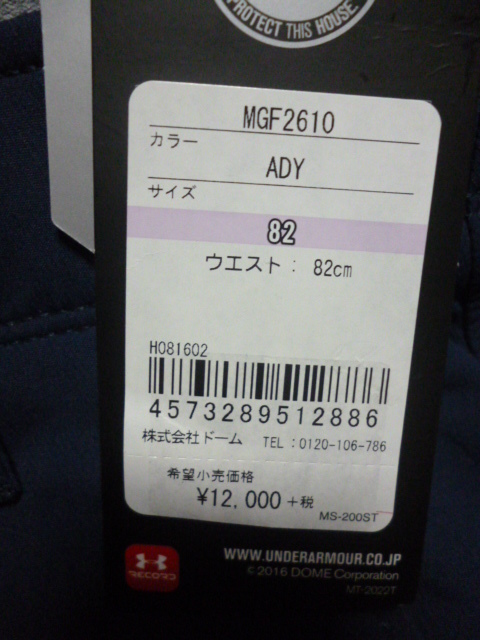 PROTECT THIS HOUSE.
MGF2610
カラー
ADY
サイズ
82
ウエスト: 82cm
H081602
4573289512886
株式会社ドーム TEL:0120-106-786
希望小売価格
¥12,000 +税
MS-200ST
RECORD
WWW.UNDERARMOUR.CO.JP
©2016 DOME Corporation
MT-2022T